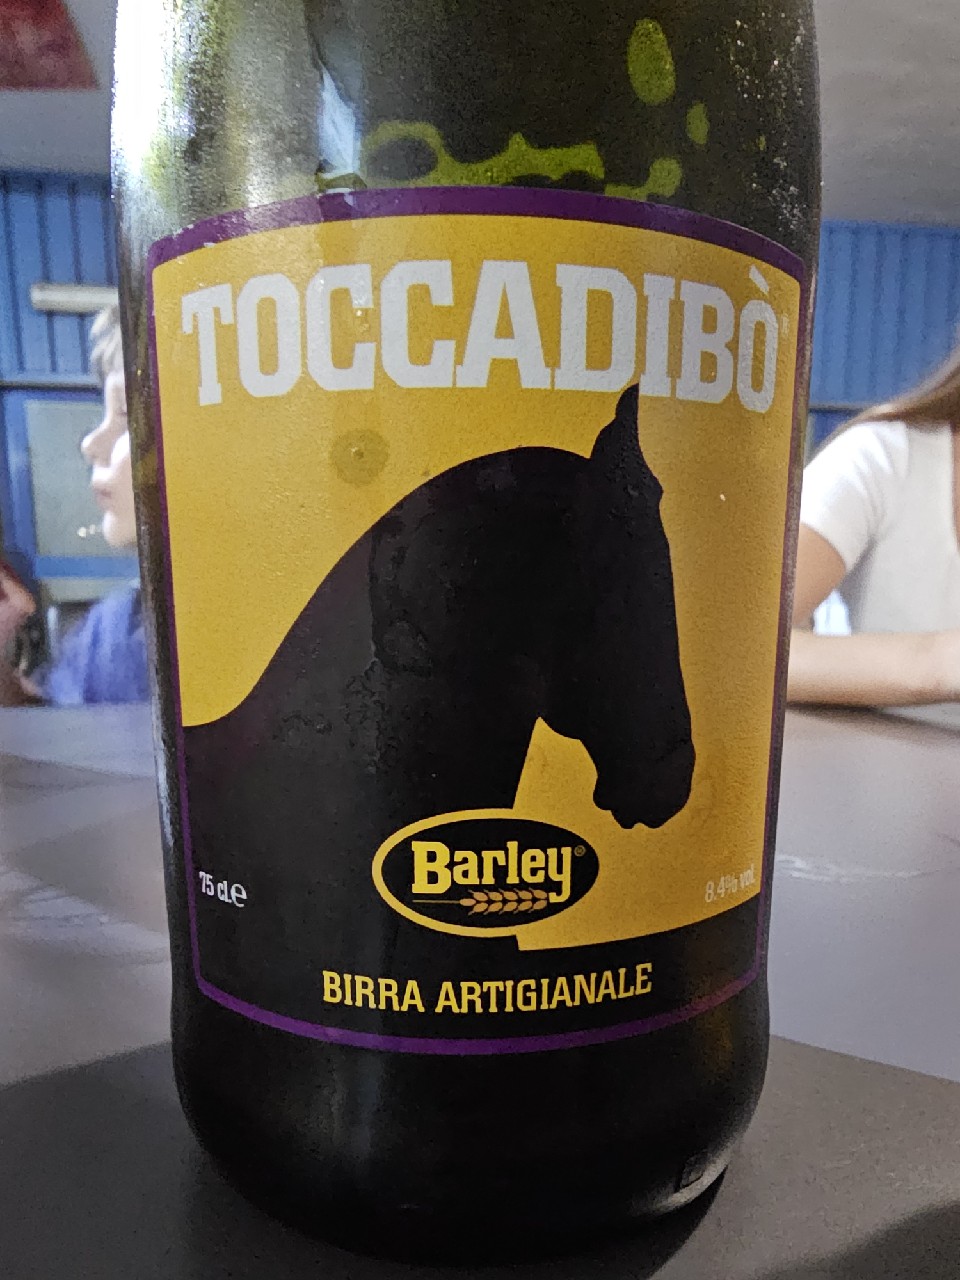 TOCCADIBÒ
Barley®
75 cl.e
8.4% vol.
BIRRA ARTIGIANALE